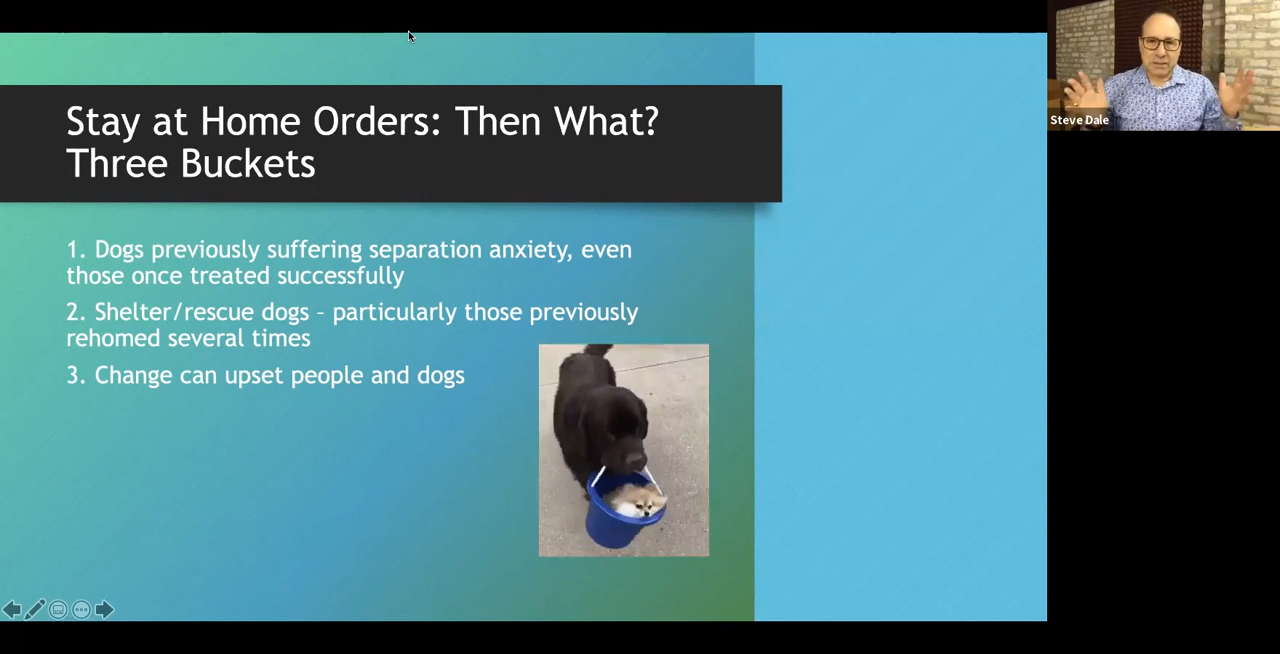 Stay at Home Orders: Then What?
Three Buckets
1. Dogs previously suffering separation anxiety, even
those once treated successfully
2. Shelter/rescue dogs – particularly those previously
rehomed several times
3. Change can upset people and dogs
Steve Dale